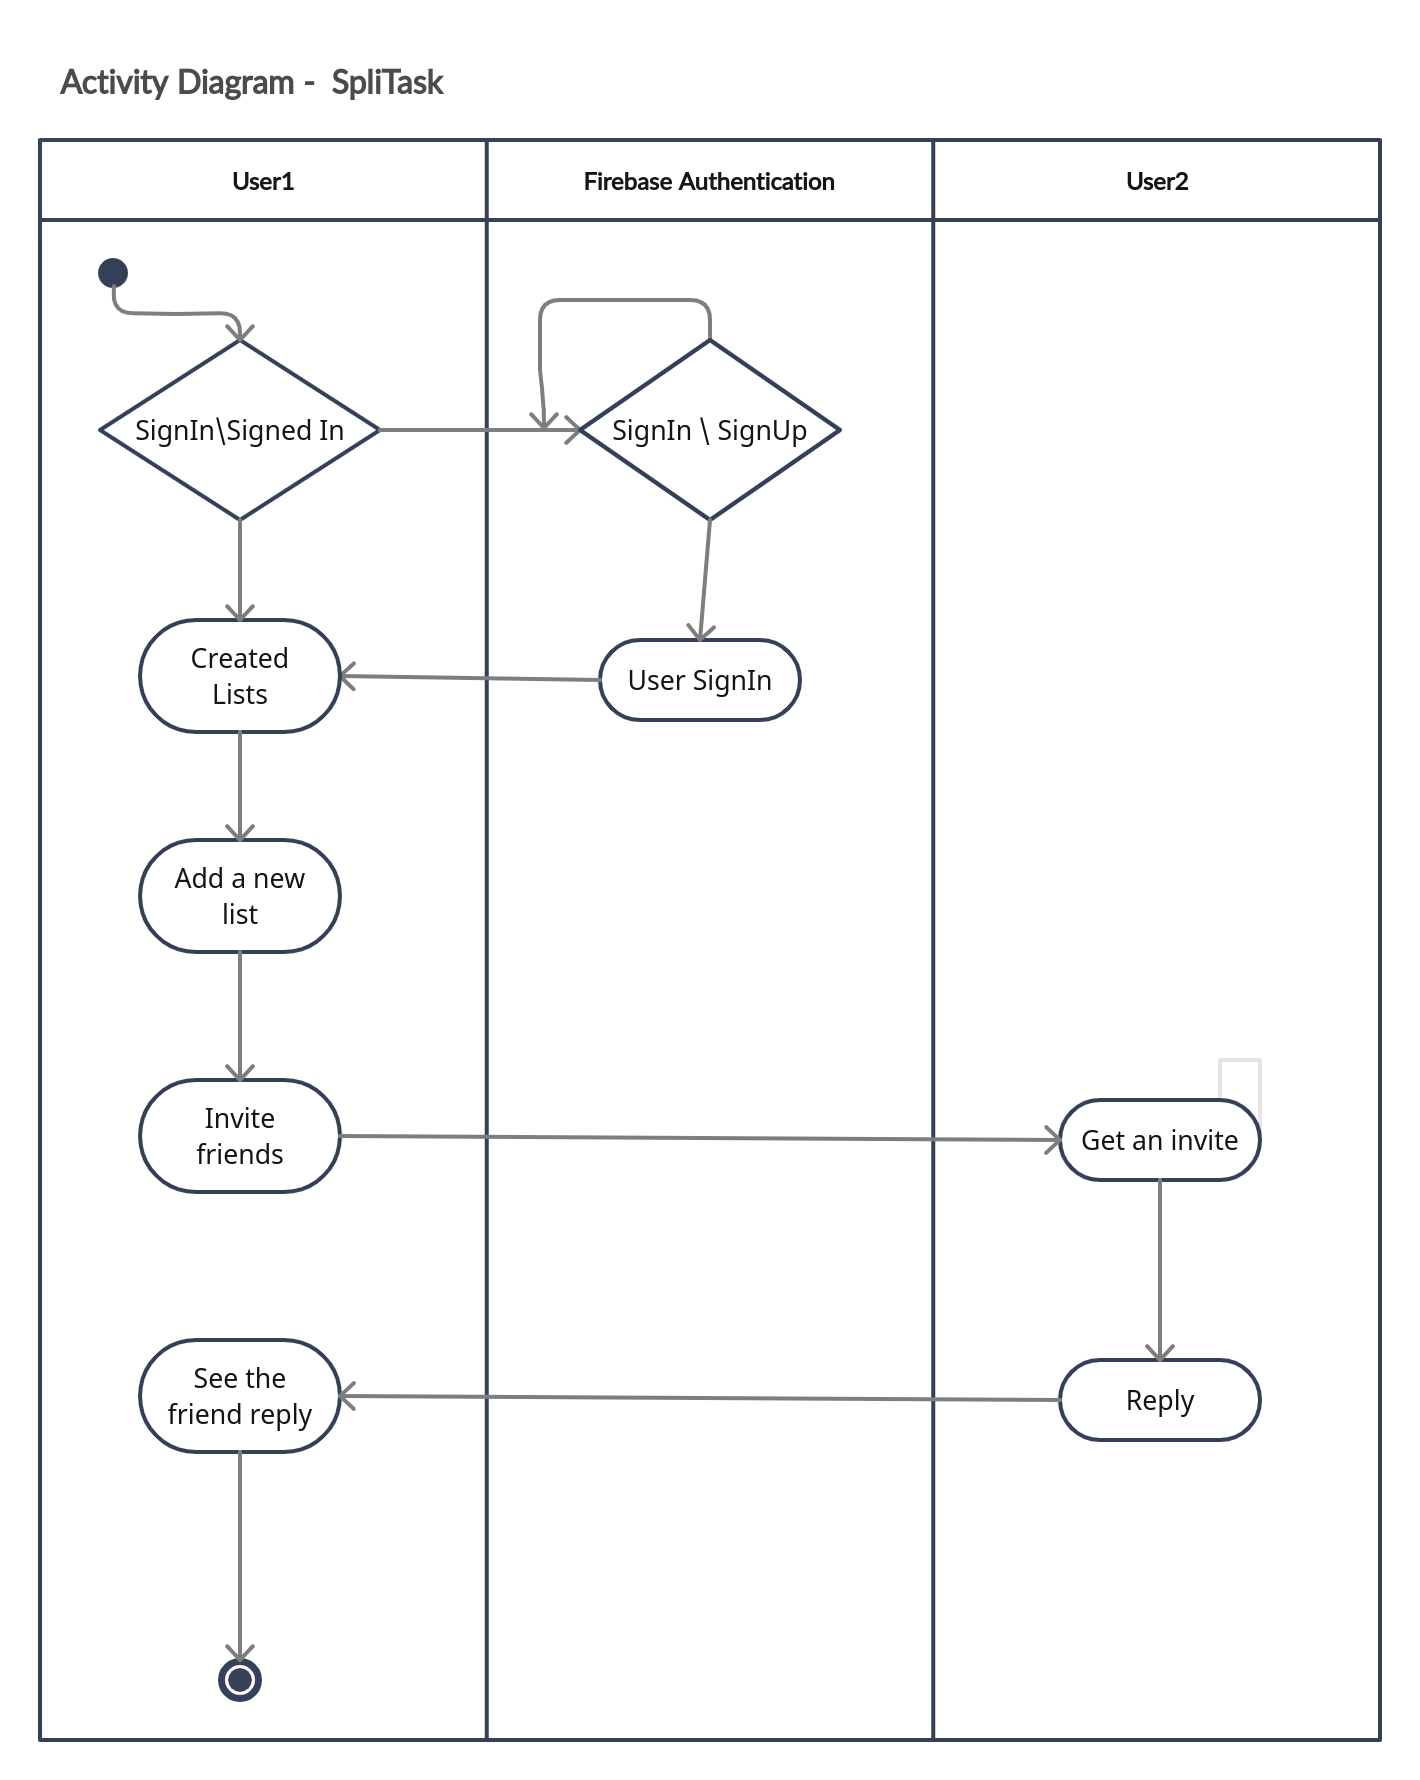 Activity Diagram - SpliTask
User1
Firebase Authentication
User2
SignIn\Signed In
SignIn \ SignUp
Created
Lists
User SignIn
Add a new
list
Invite
friends
Get an invite
See the
friend reply
Reply